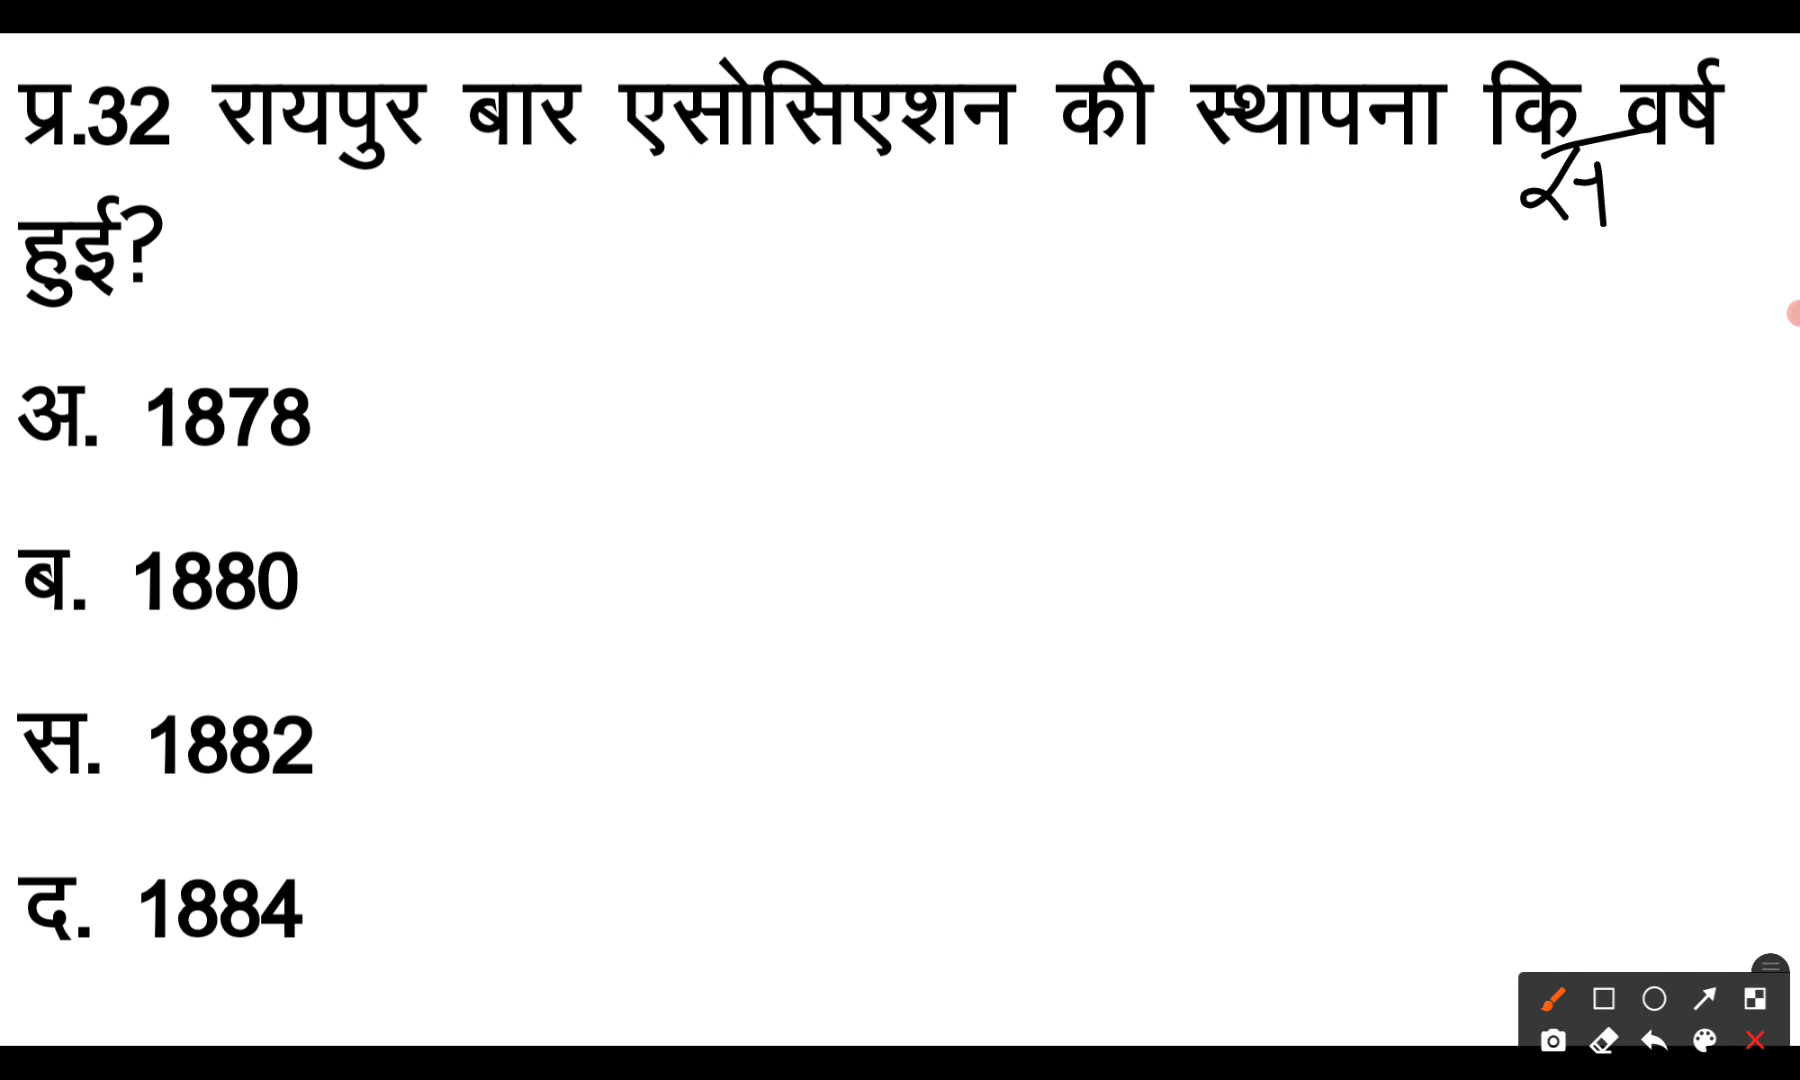 प्र.32 रायपुर बार एसोसिएशन की स्थापना कि वर्ष
स
हुई?
अ. 1878
ब. 1880
स. 1882
द. 1884